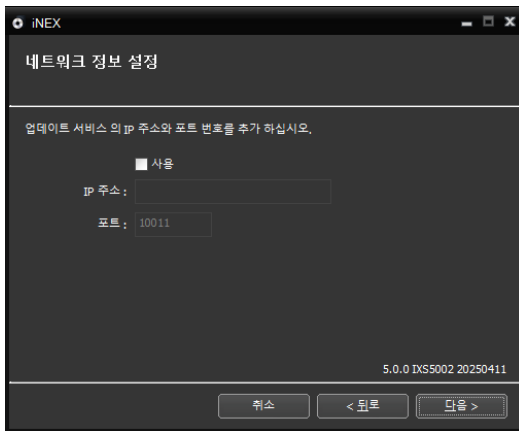 iNEX
네트워크 정보 설정
업데이트 서비스 의 IP 주소와 포트 번호를 추가 하십시오.
사용
IP 주소 :
포트 : 10011
5.0.0 IXS5002 20250411
취소 < 뒤로 다음 >